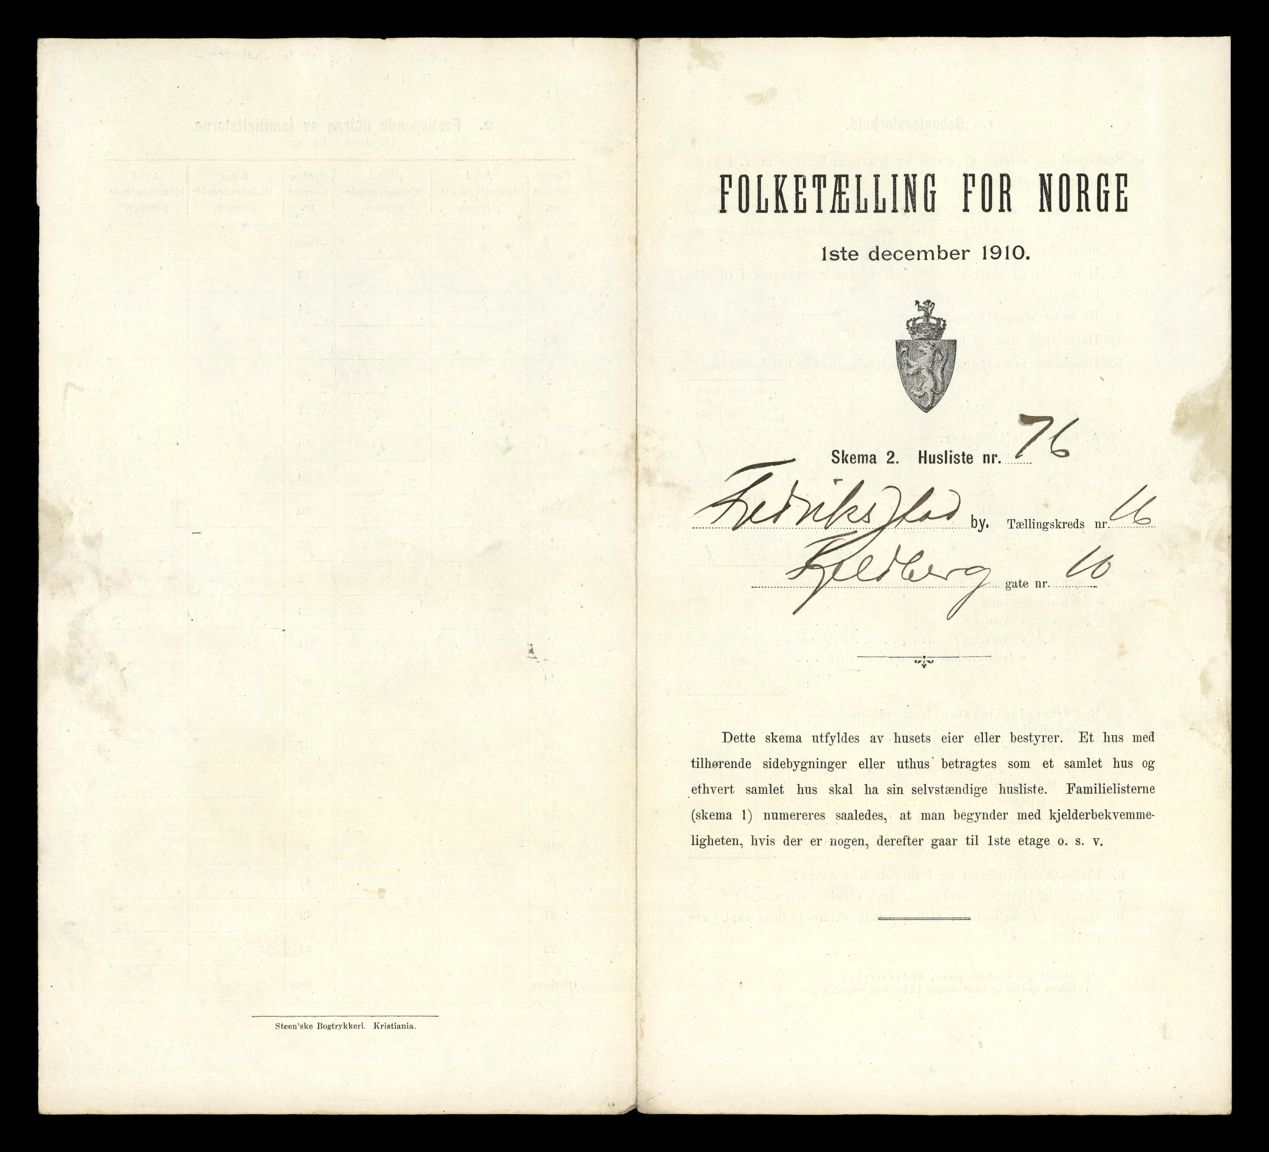 FOLKETÆLLING FOR NORGE
1ste december 1910.
Skema 2. Husliste nr. 76
Fredriksstad by. Tællingskreds nr. 16
Fjeldberg gate nr. 10
Dette skema utfyldes av husets eier eller bestyrer. Et hus med
tilhørende sidebygninger eller uthus betragtes som et samlet hus og
ethvert samlet hus skal ha sin selvstændige husliste. Familielisterne
(skema 1) numereres saaledes, at man begynder med kjelderbekvemme-
ligheten, hvis der er nogen, derefter gaar til 1ste etage o. s. v.
Steen'ske Bogtrykkeri. Kristiania.